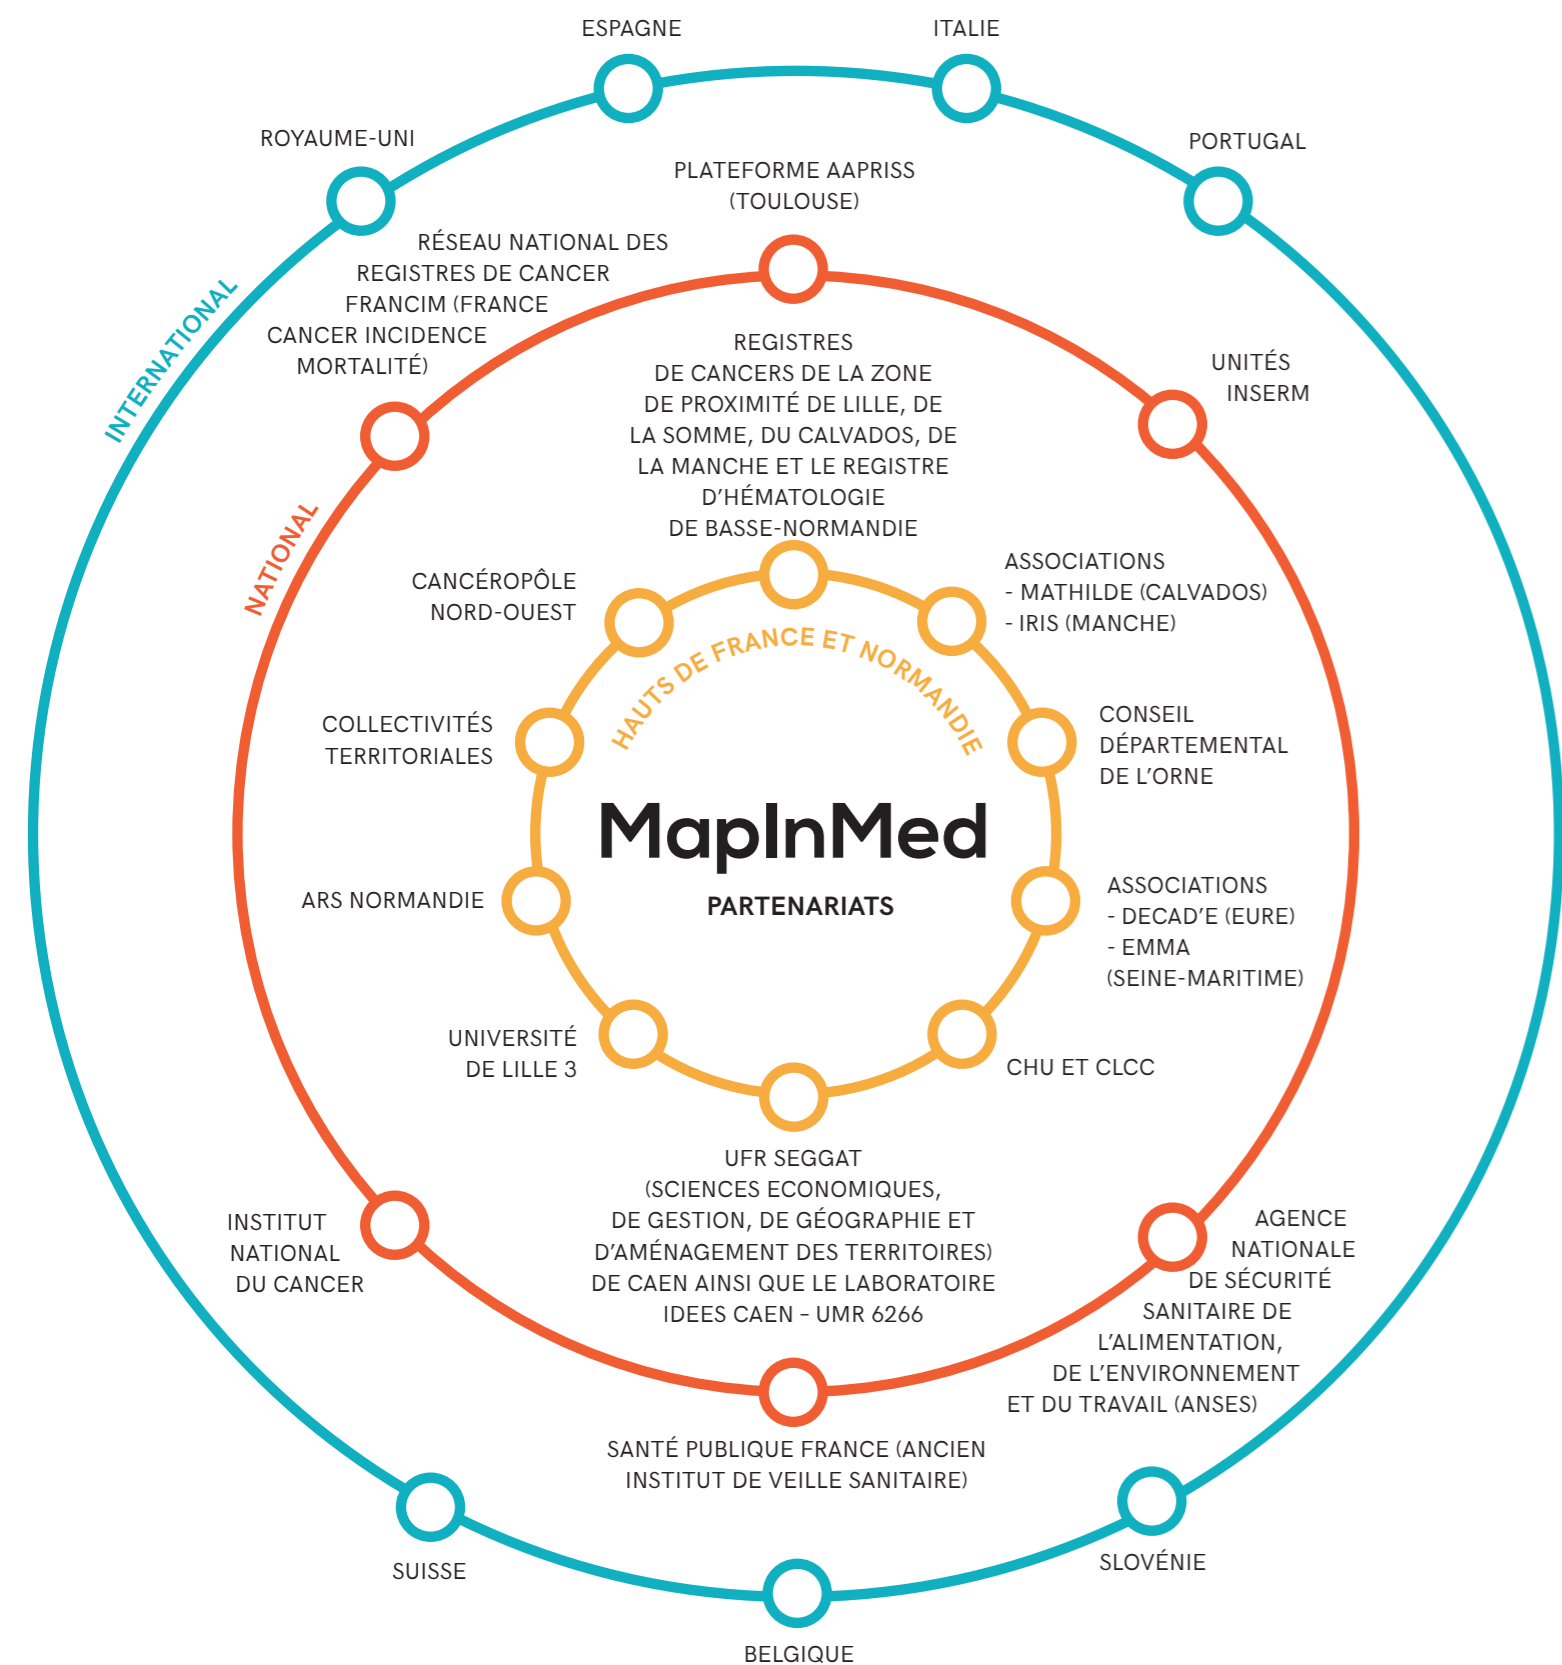 ESPAGNE
ITALIE
ROYAUME-UNI
PORTUGAL
INTERNATIONAL
PLATEFORME AAPRISS
(TOULOUSE)
RÉSEAU NATIONAL DES
REGISTRES DE CANCER
FRANCIM (FRANCE
CANCER INCIDENCE
MORTALITÉ)
UNITÉS
INSERM
NATIONAL
REGISTRES
DE CANCERS DE LA ZONE
DE PROXIMITÉ DE LILLE, DE
LA SOMME, DU CALVADOS, DE
LA MANCHE ET LE REGISTRE
D'HÉMATOLOGIE
DE BASSE-NORMANDIE
CANCÉROPÔLE
NORD-OUEST
ASSOCIATIONS
- MATHILDE (CALVADOS)
- IRIS (MANCHE)
HAUTS DE FRANCE ET NORMANDIE
COLLECTIVITÉS
TERRITORIALES
CONSEIL
DÉPARTEMENTAL
DE L'ORNE
MapInMed
PARTENARIATS
ARS NORMANDIE
ASSOCIATIONS
- DECAD'E (EURE)
- EMMA
(SEINE-MARITIME)
UNIVERSITÉ
DE LILLE 3
CHU ET CLCC
UFR SEGGAT
(SCIENCES ECONOMIQUES,
DE GESTION, DE GÉOGRAPHIE ET
D'AMÉNAGEMENT DES TERRITOIRES)
DE CAEN AINSI QUE LE LABORATOIRE
IDEES CAEN – UMR 6266
INSTITUT
NATIONAL
DU CANCER
AGENCE
NATIONALE
DE SÉCURITÉ
SANITAIRE DE
L'ALIMENTATION,
DE L'ENVIRONNEMENT
ET DU TRAVAIL (ANSES)
SANTÉ PUBLIQUE FRANCE (ANCIEN
INSTITUT DE VEILLE SANITAIRE)
SUISSE
SLOVÉNIE
BELGIQUE